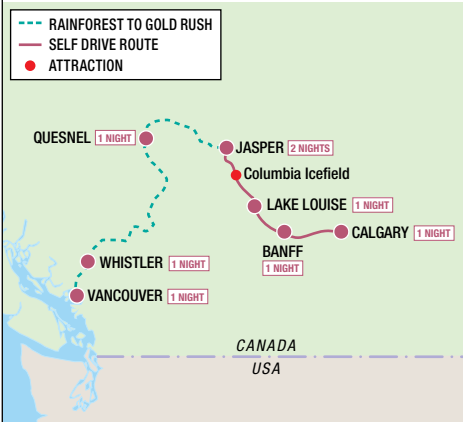 RAINFOREST TO GOLD RUSH
SELF DRIVE ROUTE
ATTRACTION
QUESNEL 1 NIGHT
JASPER 2 NIGHTS
Columbia Icefield
LAKE LOUISE 1 NIGHT
CALGARY 1 NIGHT
BANFF
1 NIGHT
WHISTLER 1 NIGHT
VANCOUVER 1 NIGHT
CANADA
USA